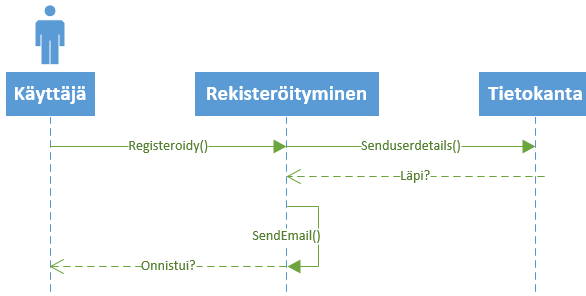 Käyttäjä
Rekisteröityminen
Tietokanta
Registeroidy()
Senduserdetails()
Läpi?
SendEmail()
Onnistui?